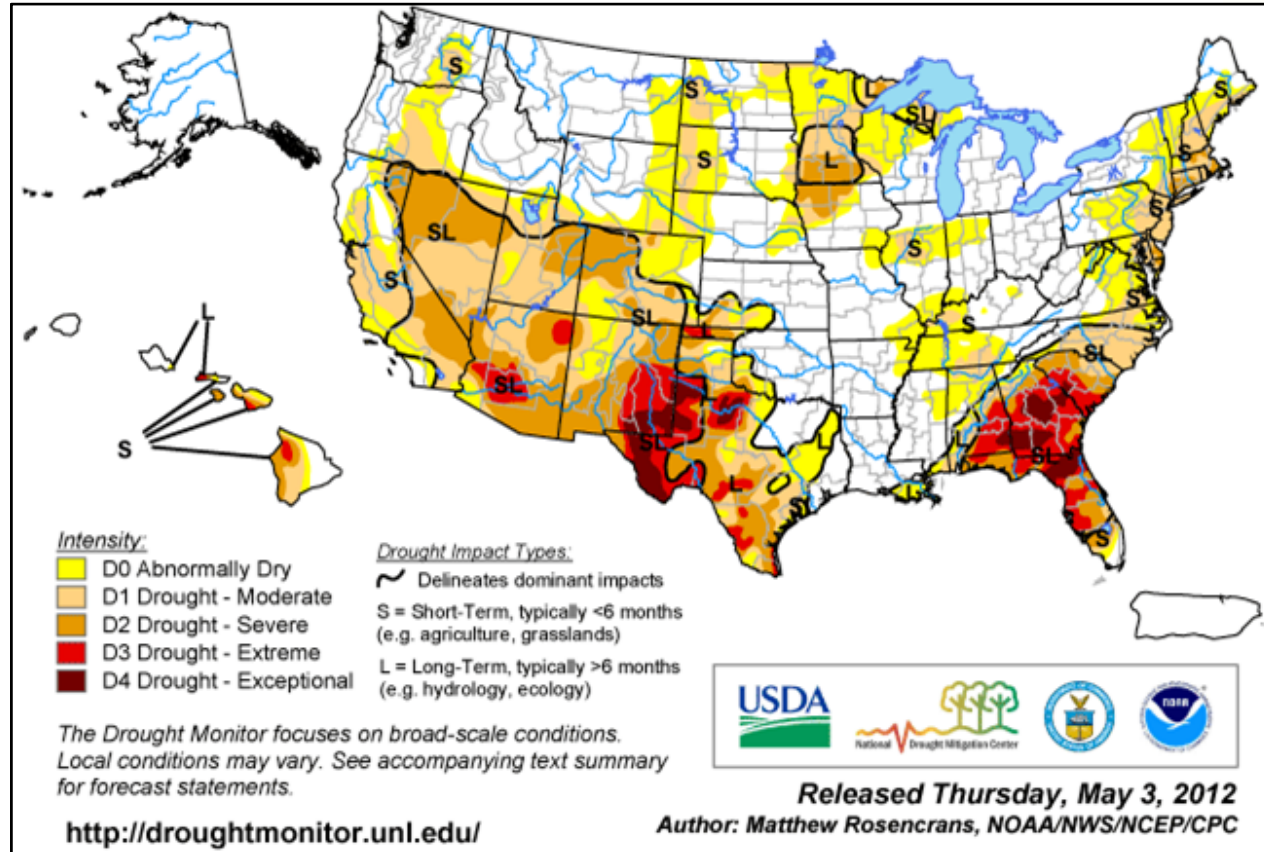 S
S
S
L
SL
S
L
SL
S
S
SL
S
L
S
S
S
S
SL
L
SL
SL
SL
L
L
SL
L
L
S
S
L
S
Intensity:
D0 Abnormally Dry
D1 Drought - Moderate
D2 Drought - Severe
D3 Drought - Extreme
D4 Drought - Exceptional
Drought Impact Types:
Delineates dominant impacts
S = Short-Term, typically <6 months
(e.g. agriculture, grasslands)
L = Long-Term, typically >6 months
(e.g. hydrology, ecology)
The Drought Monitor focuses on broad-scale conditions.
Local conditions may vary. See accompanying text summary
for forecast statements.
http://droughtmonitor.unl.edu/
USDA
National Drought Mitigation Center
NOAA
Released Thursday, May 3, 2012
Author: Matthew Rosencrans, NOAA/NWS/NCEP/CPC